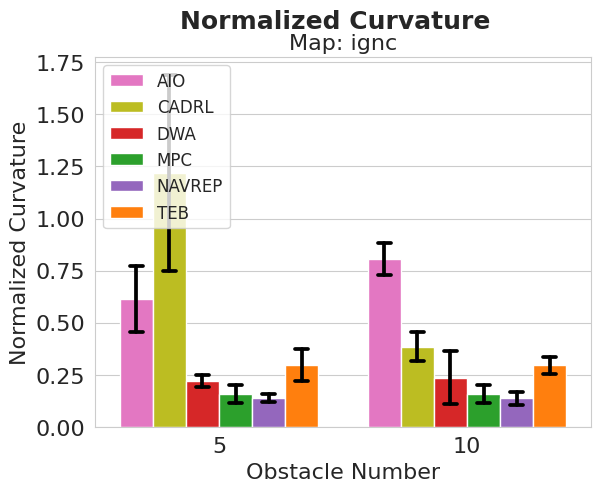 Normalized Curvature
Map: ignc
Normalized Curvature
1.75
1.50
1.25
1.00
0.75
0.50
0.25
0.00
AIO
CADRL
DWA
MPC
NAVREP
TEB
5
10
Obstacle Number